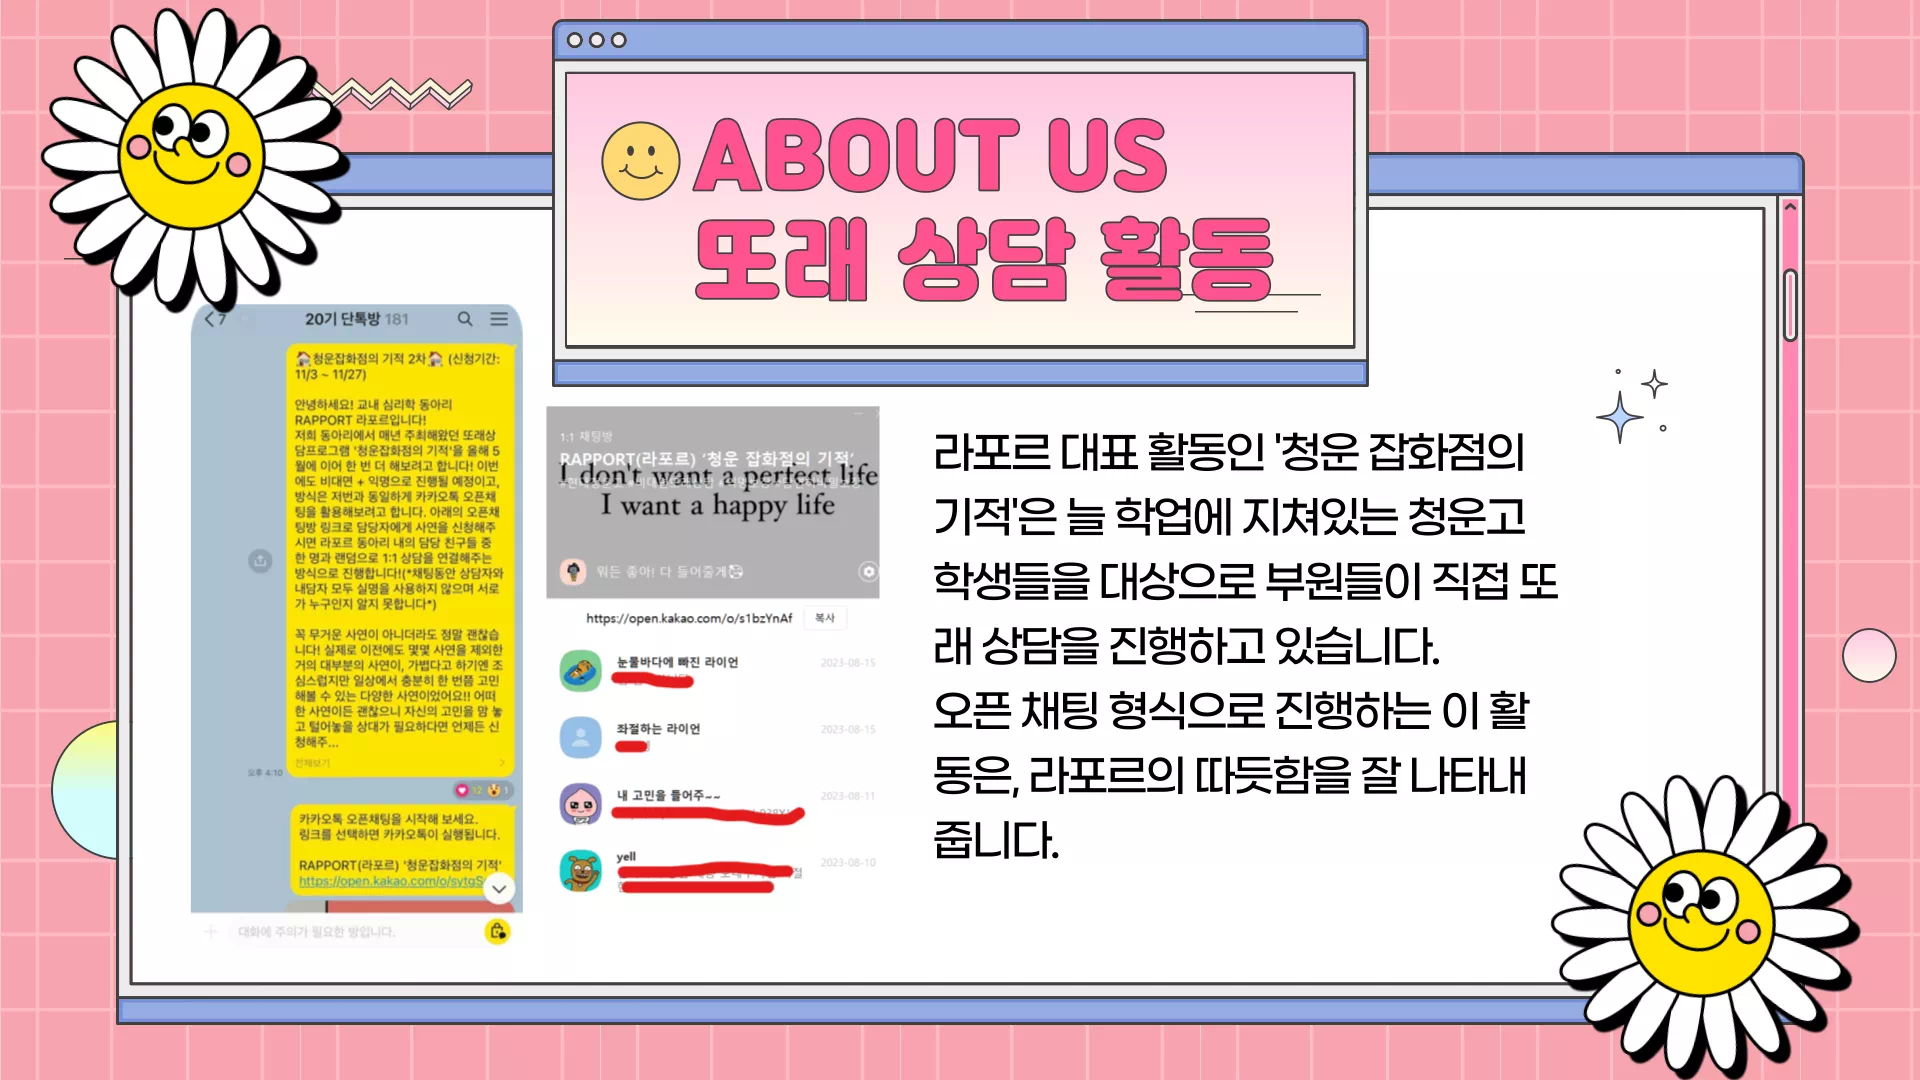 ABOUT US
또래 상담 활동
7
20기 단톡방 181
🏠청운잡화점의 기적 2차🏠 (신청기간:
11/3 ~ 11/27)
안녕하세요! 교내 심리학 동아리
RAPPORT 라포르입니다!
저희 동아리에서 매년 주최해왔던 또래상
담프로그램 '청운잡화점의 기적'을 올해 5
월에 이어 한 번 더 해보려고 합니다! 이번
에도 비대면 + 익명으로 진행될 예정이고,
방식은 저번과 동일하게 카카오톡 오픈채
팅을 활용해보려고 합니다. 아래의 오픈채
팅방 링크로 담당자에게 사연을 신청해주
시면 라포르 동아리 내의 담당 친구들 중
한 명과 랜덤으로 1:1 상담을 연결해주는
방식으로 진행합니다!(*채팅동안 상담자와
내담자 모두 실명을 사용하지 않으며 서로
가 누구인지 알지 못합니다*)
꼭 무거운 사연이 아니더라도 정말 괜찮습
니다! 실제로 이전에도 몇몇 사연을 제외한
거의 대부분의 사연이, 가볍다고 하기엔 조
심스럽지만 일상에서 충분히 한 번쯤 고민
해볼 수 있는 다양한 사연이었어요!! 어떠
한 사연이든 괜찮으니 자신의 고민을 맘 놓
고 털어놓을 상대가 필요하다면 언제든 신
청해주...
전체보기
오후 4:10
12 1
카카오톡 오픈채팅을 시작해 보세요.
링크를 선택하면 카카오톡이 실행됩니다.
RAPPORT(라포르) '청운잡화점의 기적'
https://open.kakao.com/o/sytgS
대화에 주의가 필요한 방입니다.
1:1 채팅방
RAPPORT(라포르) '청운 잡화점의 기적'
I don't want a perfect life
I want a happy life
뭐든 좋아! 다 들어줄게
https://open.kakao.com/o/s1bzYnAf 복사
눈물바다에 빠진 라이언 2023-08-15
좌절하는 라이언 2023-08-15
내 고민을 들어주~~ 2023-08-11
yell 2023-08-10
라포르 대표 활동인 '청운 잡화점의
기적'은 늘 학업에 지쳐있는 청운고
학생들을 대상으로 부원들이 직접 또
래 상담을 진행하고 있습니다.
오픈 채팅 형식으로 진행하는 이 활
동은, 라포르의 따듯함을 잘 나타내
줍니다.